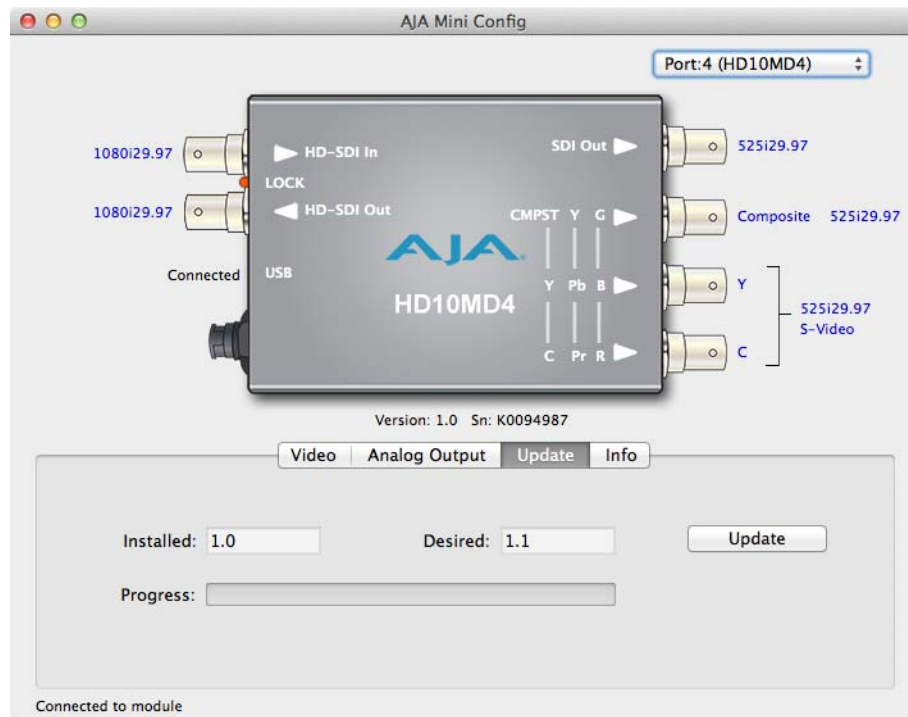 AJA Mini Config
Port:4 (HD10MD4)
1080i29.97
HD-SDI In
SDI Out
525i29.97
LOCK
1080i29.97
HD-SDI Out
CMPST Y G
Composite 525i29.97
AJA
Connected
USB
Y Pb B
Y
HD10MD4
525i29.97
S-Video
C Pr R
C
Version: 1.0 Sn: K0094987
Video Analog Output Update Info
Installed: 1.0 Desired: 1.1 Update
Progress:
Connected to module